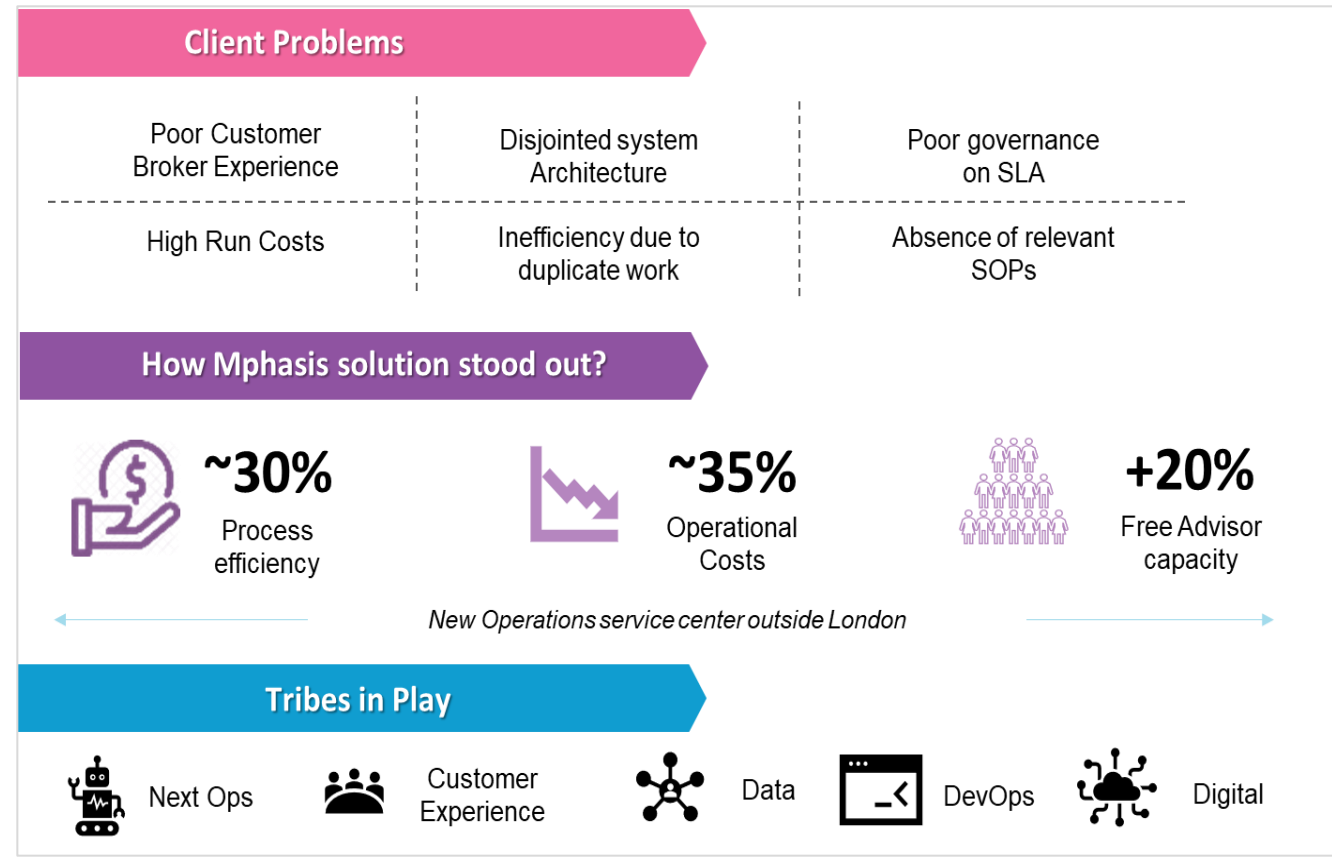 Client Problems
Poor Customer
Broker Experience
Disjointed system
Architecture
Poor governance
on SLA
High Run Costs
Inefficiency due to
duplicate work
Absence of relevant
SOPs
How Mphasis solution stood out?
$
~30%
Process
efficiency
~35%
Operational
Costs
+20%
Free Advisor
capacity
New Operations service center outside London
Tribes in Play
Next Ops
Customer
Experience
Data
DevOps
Digital